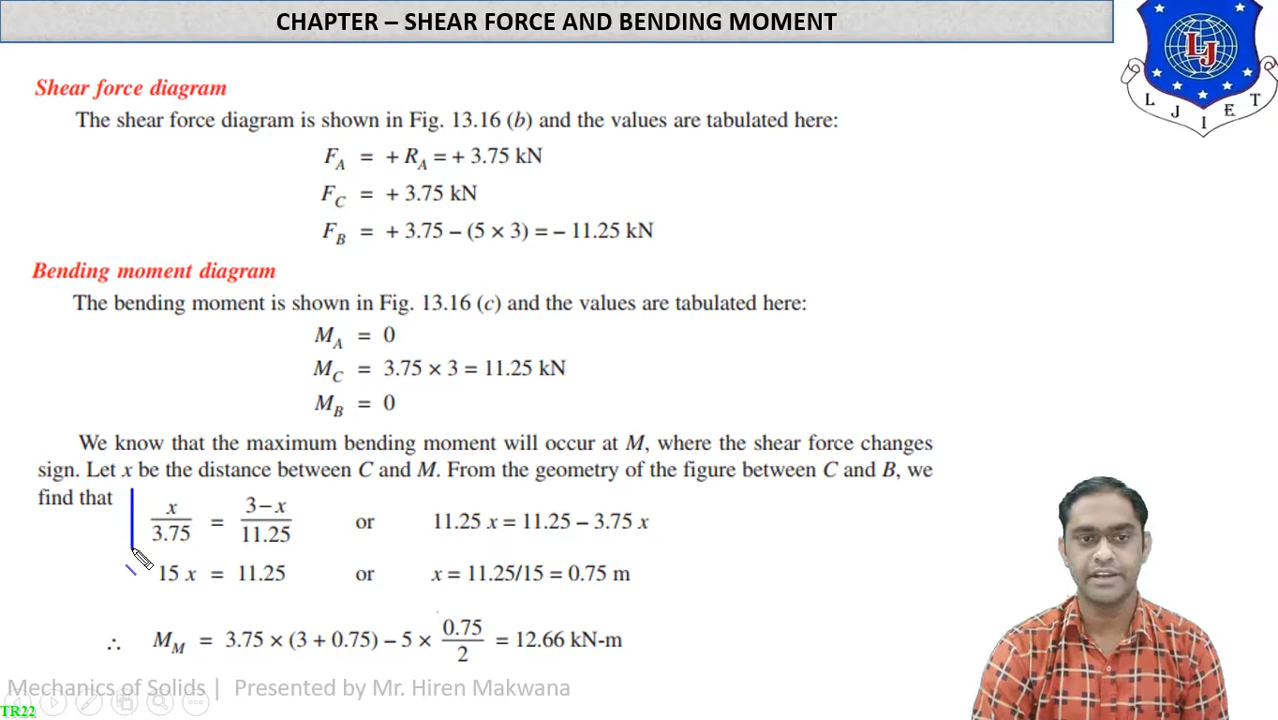 CHAPTER – SHEAR FORCE AND BENDING MOMENT
L J I E T
LJ
Shear force diagram
The shear force diagram is shown in Fig. 13.16 (b) and the values are tabulated here:
F_A = + R_A = + 3.75 kN
F_C = + 3.75 kN
F_B = + 3.75 – (5 × 3) = – 11.25 kN
Bending moment diagram
The bending moment is shown in Fig. 13.16 (c) and the values are tabulated here:
M_A = 0
M_C = 3.75 × 3 = 11.25 kN
M_B = 0
We know that the maximum bending moment will occur at M, where the shear force changes
sign. Let x be the distance between C and M. From the geometry of the figure between C and B, we
find that
x/3.75 = 3–x/11.25 or 11.25 x = 11.25 – 3.75 x
15 x = 11.25 or x = 11.25/15 = 0.75 m
∴ M_M = 3.75 × (3 + 0.75) – 5 × 0.75/2 = 12.66 kN-m
Mechanics of Solids | Presented by Mr. Hiren Makwana
TR22